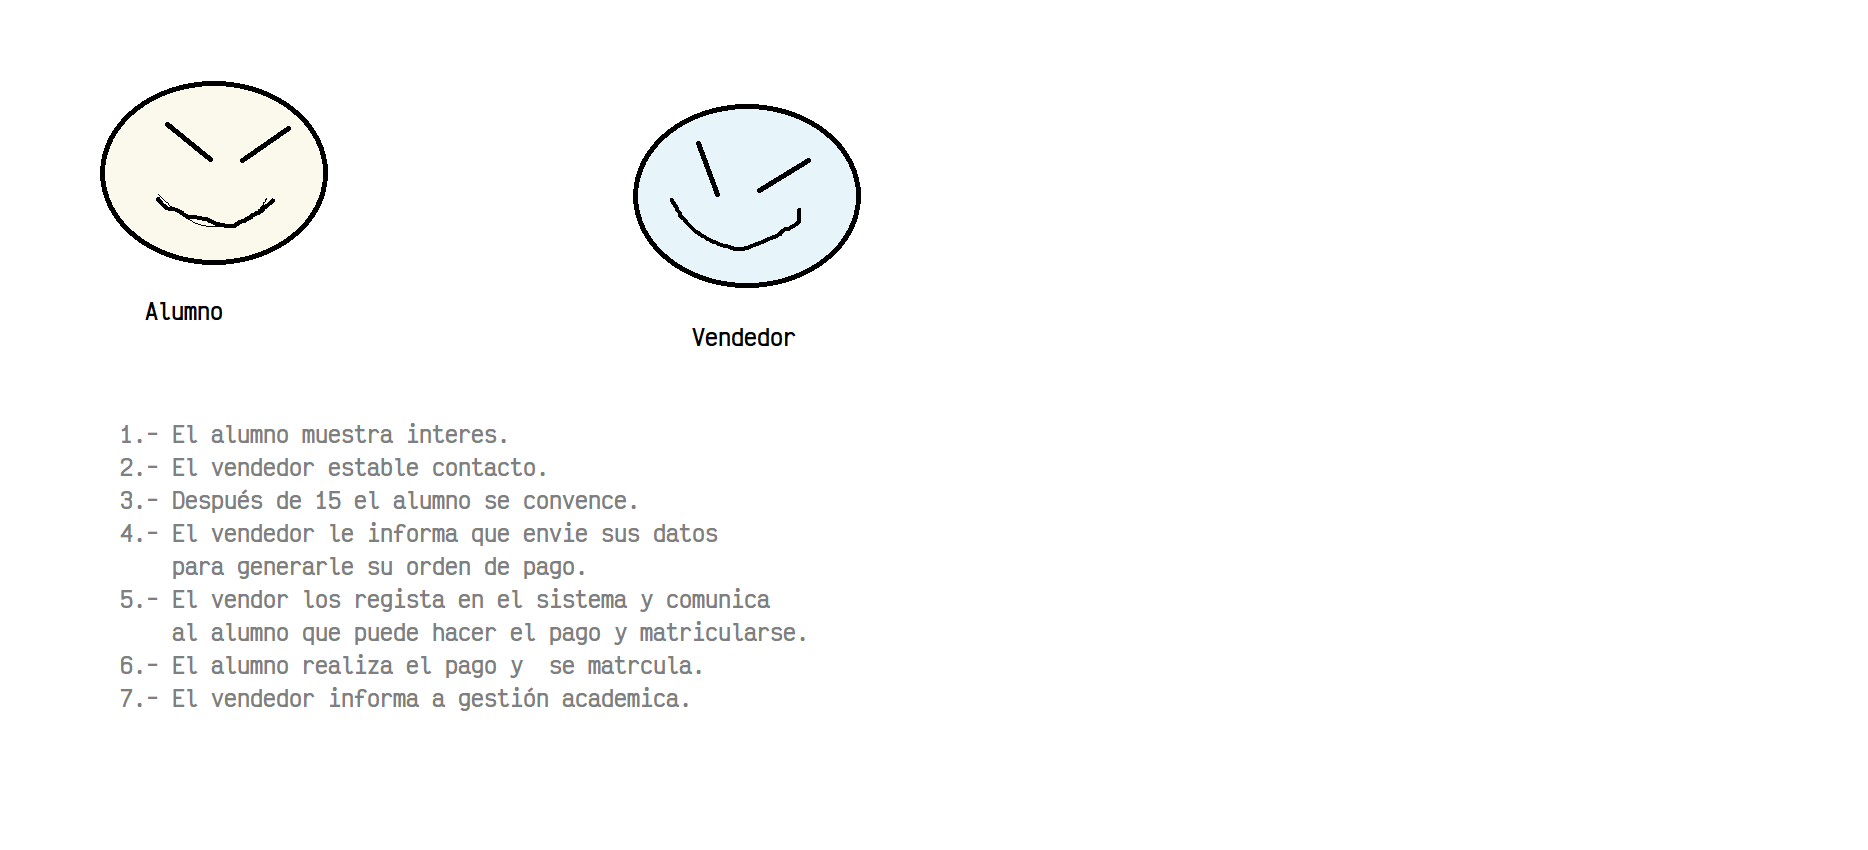 Alumno
Vendedor
1.- El alumno muestra interes.
2.- El vendedor estable contacto.
3.- Después de 15 el alumno se convence.
4.- El vendedor le informa que envie sus datos
para generarle su orden de pago.
5.- El vendor los regista en el sistema y comunica
al alumno que puede hacer el pago y matricularse.
6.- El alumno realiza el pago y  se matrcula.
7.- El vendedor informa a gestión academica.